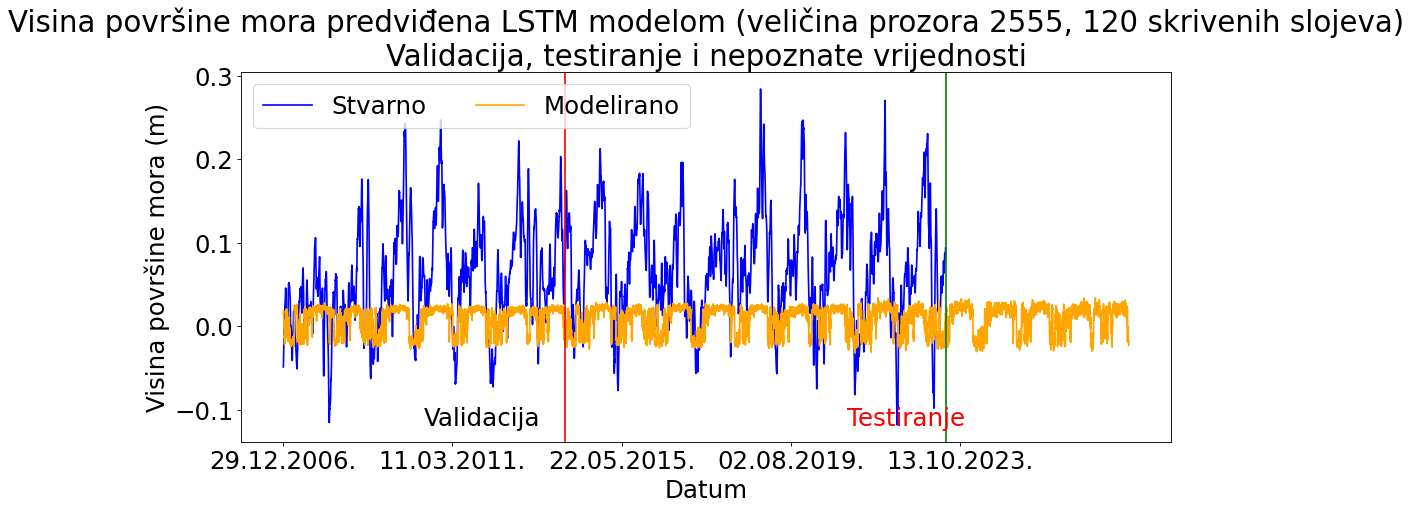 Visina površine mora predviđena LSTM modelom (veličina prozora 2555, 120 skrivenih slojeva)
Validacija, testiranje i nepoznate vrijednosti
Stvarno
Modelirano
Visina površine mora (m)
0.3
0.2
0.1
0.0
−0.1
Validacija
Testiranje
29.12.2006.
11.03.2011.
22.05.2015.
02.08.2019.
13.10.2023.
Datum